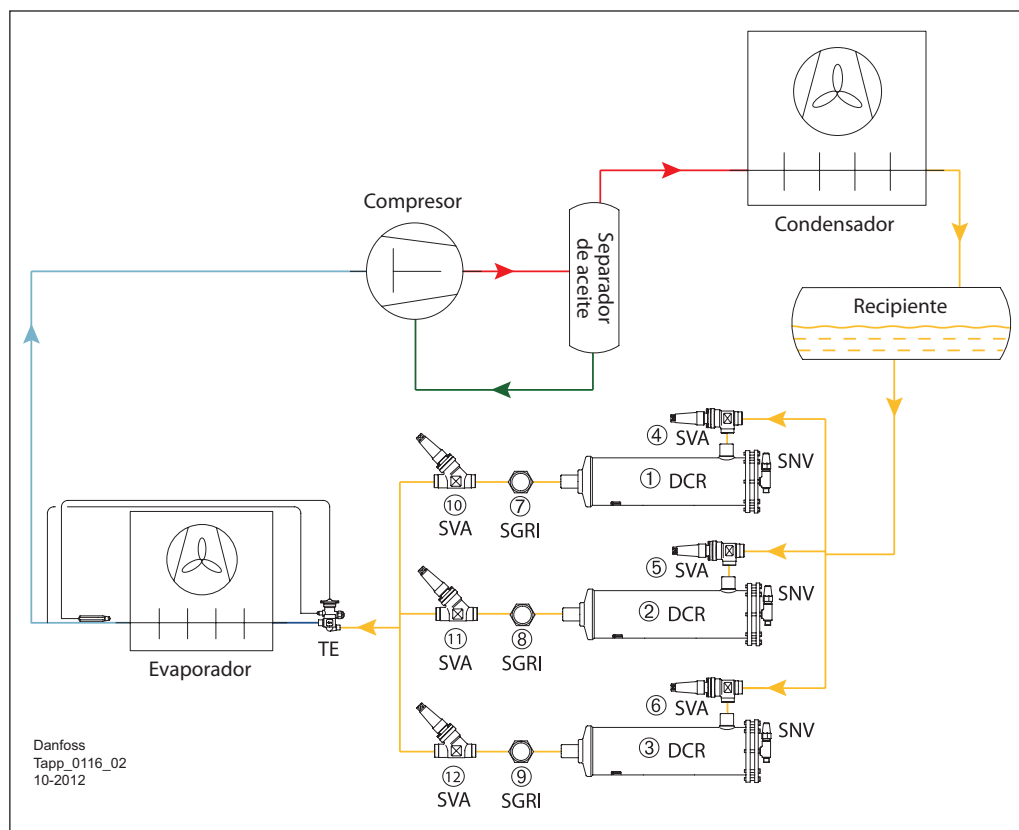 Compresor
Separador
de aceite
Condensador
Recipiente
④ SVA
① DCR
SNV
⑩
SVA
⑦
SGRI
⑤
SVA
② DCR
SNV
⑪
SVA
⑧
SGRI
TE
Evaporador
⑥
SVA
③ DCR
SNV
⑫
SVA
⑨
SGRI
Danfoss
Tapp_0116_02
10-2012